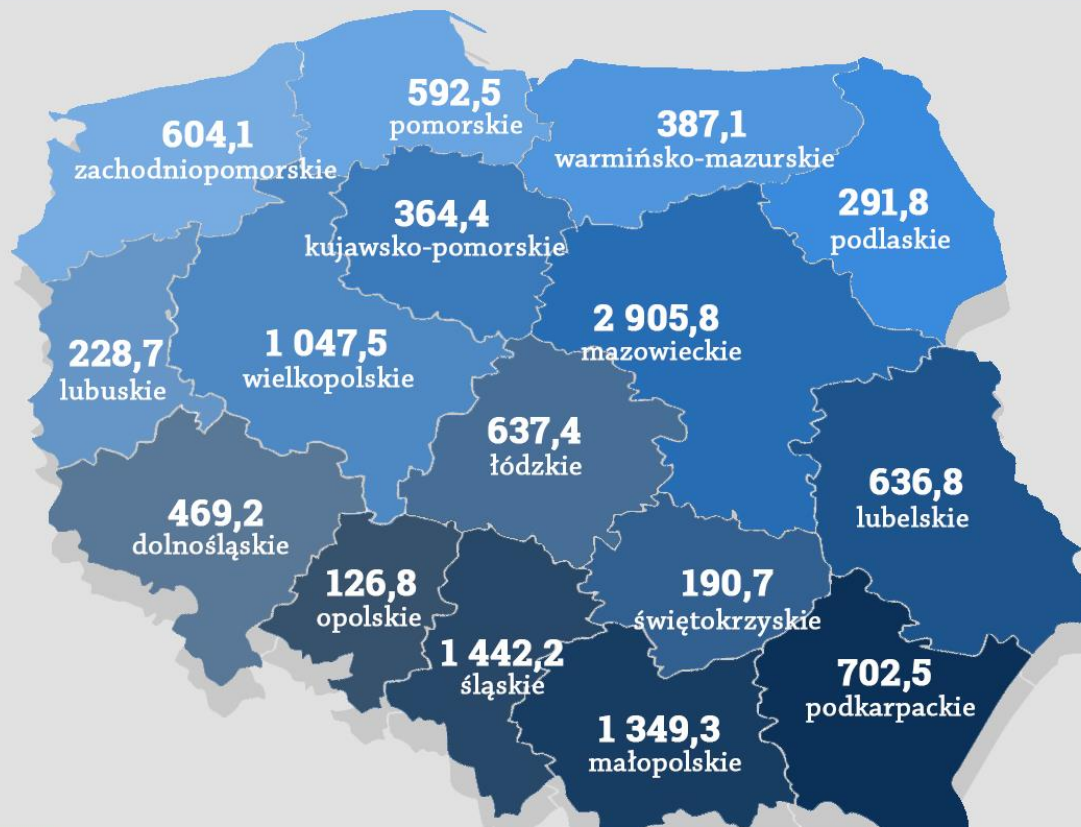 592,5
pomorskie
604,1
zachodniopomorskie
387,1
warmińsko-mazurskie
364,4
kujawsko-pomorskie
291,8
podlaskie
2 905,8
mazowieckie
228,7
lubuskie
1 047,5
wielkopolskie
637,4
łódzkie
636,8
lubelskie
469,2
dolnośląskie
126,8
opolskie
190,7
świętokrzyskie
1 442,2
śląskie
702,5
podkarpackie
1 349,3
małopolskie